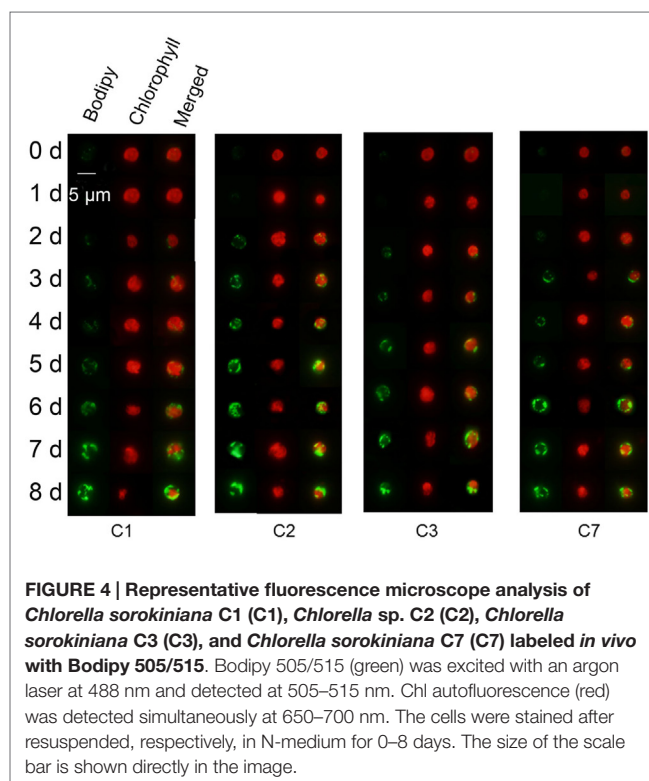 Bodipy Chlorophyll Merged
0 d
5 µm
1 d
2 d
3 d
4 d
5 d
6 d
7 d
8 d
C1 C2 C3 C7
FIGURE 4 | Representative fluorescence microscope analysis of
Chlorella sorokiniana C1 (C1), Chlorella sp. C2 (C2), Chlorella
sorokiniana C3 (C3), and Chlorella sorokiniana C7 (C7) labeled in vivo
with Bodipy 505/515. Bodipy 505/515 (green) was excited with an argon
laser at 488 nm and detected at 505–515 nm. Chl autofluorescence (red)
was detected simultaneously at 650–700 nm. The cells were stained after
resuspended, respectively, in N-medium for 0–8 days. The size of the scale
bar is shown directly in the image.